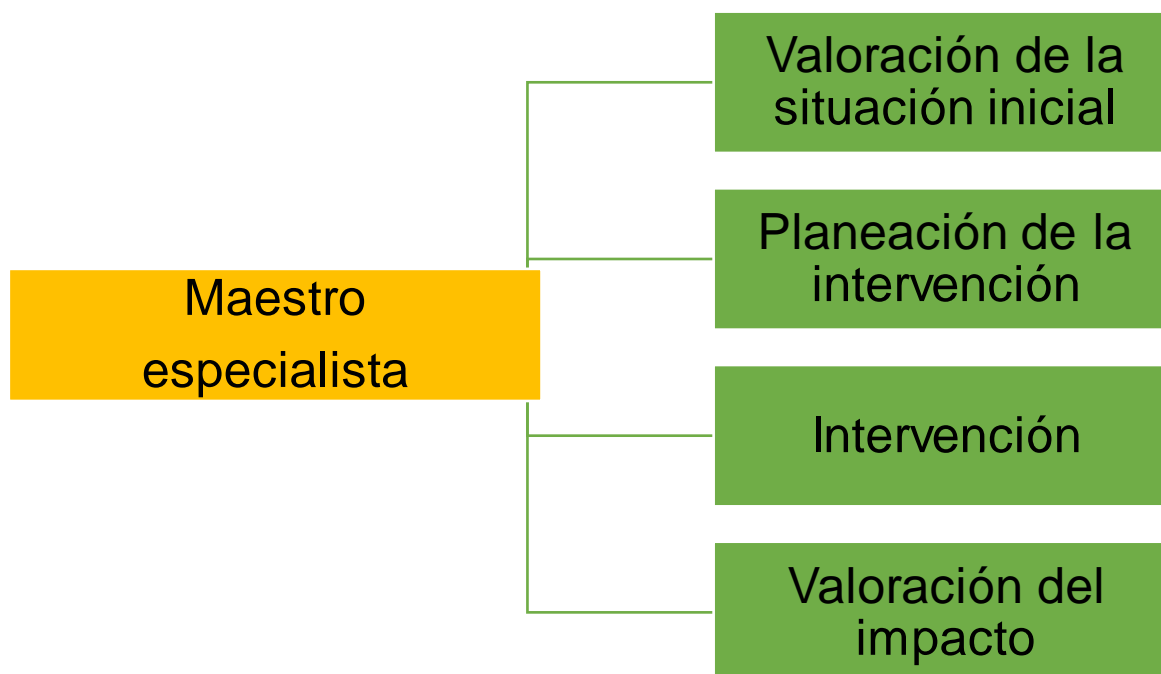 Maestro
especialista
Valoración de la
situación inicial
Planeación de la
intervención
Intervención
Valoración del
impacto